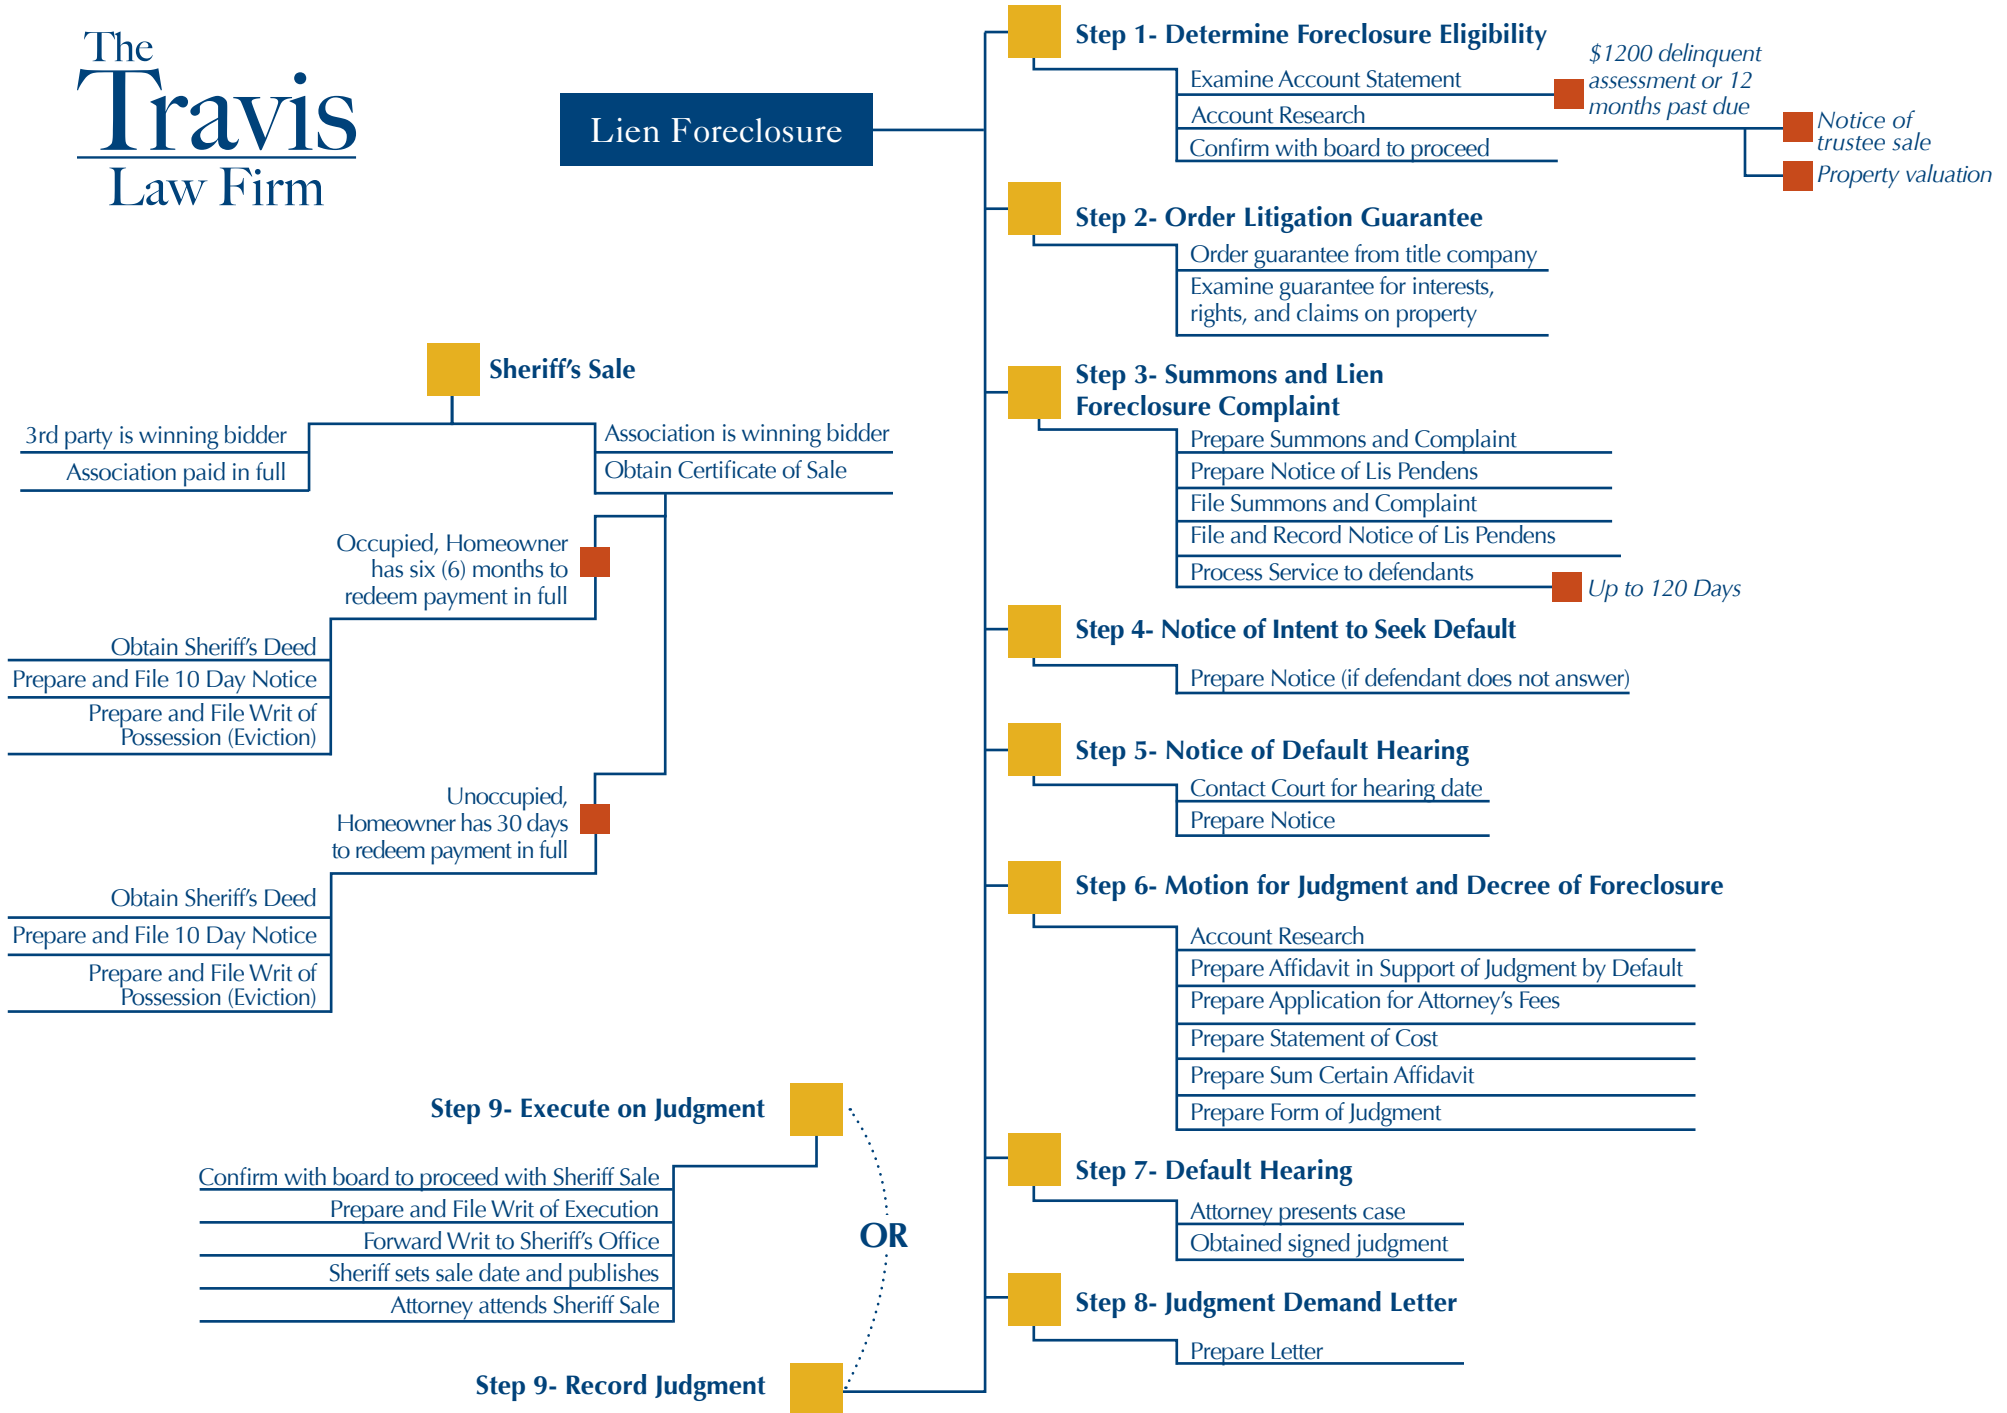 The
Travis
Law Firm
Lien Foreclosure
Step 1- Determine Foreclosure Eligibility
Examine Account Statement
$1200 delinquent
assessment or 12
months past due
Account Research
Notice of
trustee sale
Property valuation
Confirm with board to proceed
Step 2- Order Litigation Guarantee
Order guarantee from title company
Examine guarantee for interests,
rights, and claims on property
Step 3- Summons and Lien
Foreclosure Complaint
Prepare Summons and Complaint
Prepare Notice of Lis Pendens
File Summons and Complaint
File and Record Notice of Lis Pendens
Process Service to defendants
Up to 120 Days
Step 4- Notice of Intent to Seek Default
Prepare Notice (if defendant does not answer)
Step 5- Notice of Default Hearing
Contact Court for hearing date
Prepare Notice
Step 6- Motion for Judgment and Decree of Foreclosure
Account Research
Prepare Affidavit in Support of Judgment by Default
Prepare Application for Attorney's Fees
Prepare Statement of Cost
Prepare Sum Certain Affidavit
Prepare Form of Judgment
Step 7- Default Hearing
Attorney presents case
Obtained signed judgment
Step 8- Judgment Demand Letter
Prepare Letter
Step 9- Record Judgment
OR
Step 9- Execute on Judgment
Confirm with board to proceed with Sheriff Sale
Prepare and File Writ of Execution
Forward Writ to Sheriff's Office
Sheriff sets sale date and publishes
Attorney attends Sheriff Sale
Sheriff's Sale
3rd party is winning bidder
Association paid in full
Association is winning bidder
Obtain Certificate of Sale
Occupied, Homeowner
has six (6) months to
redeem payment in full
Obtain Sheriff's Deed
Prepare and File 10 Day Notice
Prepare and File Writ of
Possession (Eviction)
Unoccupied,
Homeowner has 30 days
to redeem payment in full
Obtain Sheriff's Deed
Prepare and File 10 Day Notice
Prepare and File Writ of
Possession (Eviction)